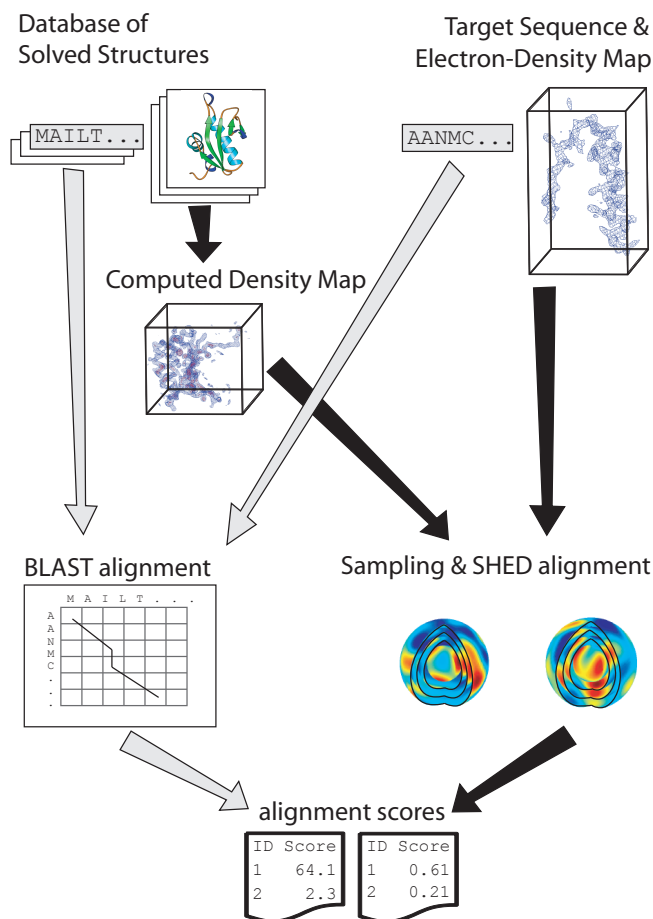 Database of
Solved Structures
Target Sequence &
Electron-Density Map
MAILT...
AANMC...
Computed Density Map
BLAST alignment
Sampling & SHED alignment
M A I L T . . .
A
A
N
M
C
.
.
.
alignment scores
ID Score
1 64.1
2 2.3
ID Score
1 0.61
2 0.21